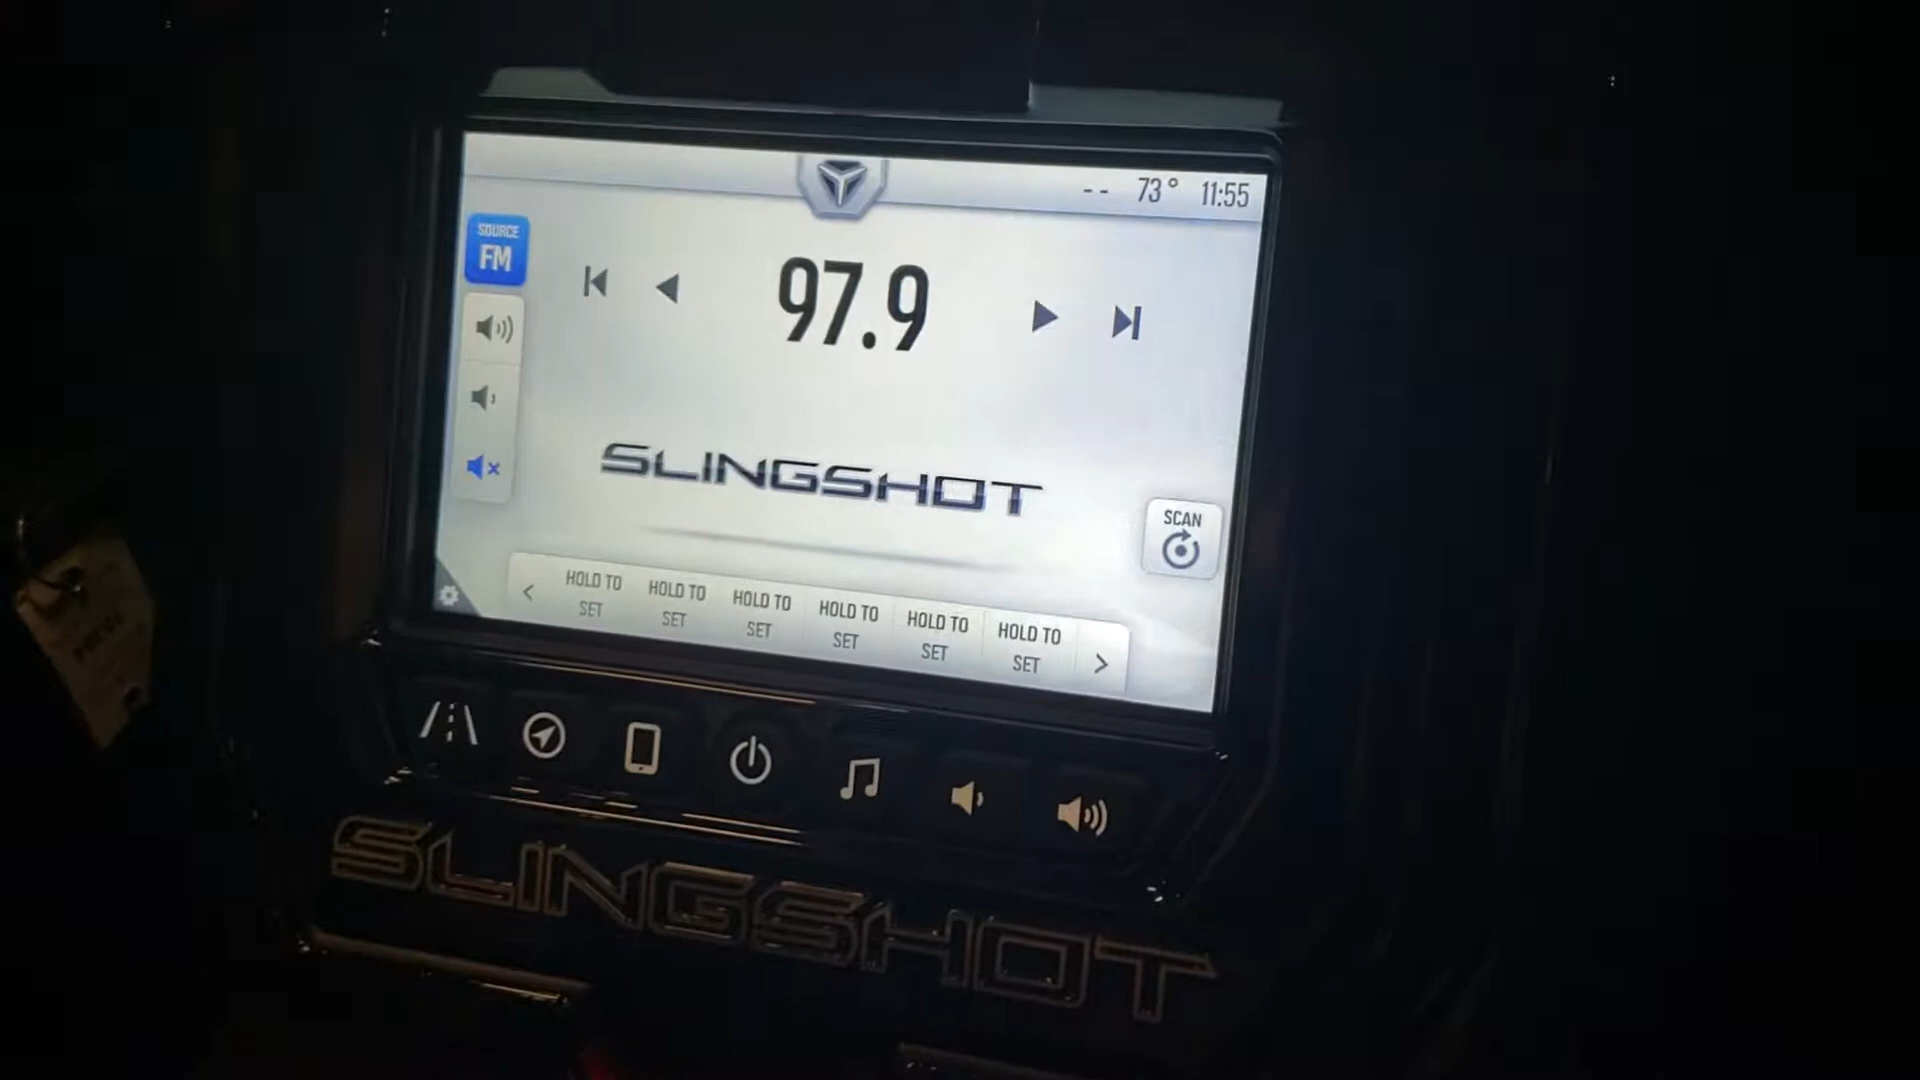 -- 73° 11:55
SOURCE
FM
97.9
SLINGSHOT
SCAN
HOLD TO SET
HOLD TO SET
HOLD TO SET
HOLD TO SET
HOLD TO SET
HOLD TO SET
SLINGSHOT